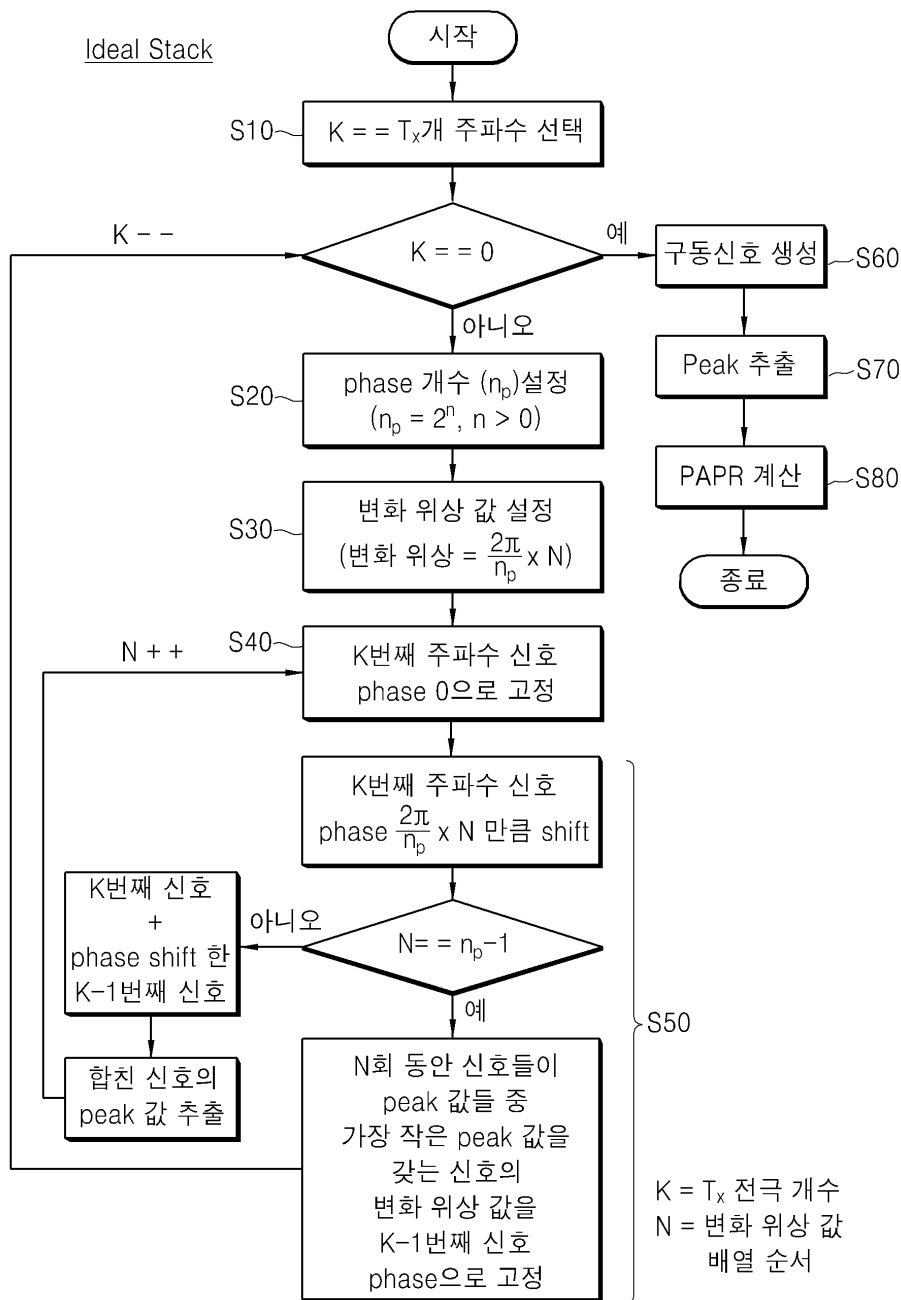 Ideal Stack
시작
S10
K = = Tₓ개 주파수 선택
K - -
K = = 0
예
아니오
구동신호 생성
S60
Peak 추출
S70
PAPR 계산
S80
종료
S20
phase 개수 (nₚ)설정
(nₚ = 2ⁿ, n > 0)
S30
변화 위상 값 설정
(변화 위상 = 2π/nₚ x N)
S40
N + +
K번째 주파수 신호
phase 0으로 고정
K번째 주파수 신호
phase 2π/nₚ x N 만큼 shift
N= = nₚ-1
아니오
예
K번째 신호
+
phase shift 한
K-1번째 신호
합친 신호의
peak 값 추출
N회 동안 신호들이
peak 값들 중
가장 작은 peak 값을
갖는 신호의
변화 위상 값을
K-1번째 신호
phase으로 고정
S50
K = Tₓ 전극 개수
N = 변화 위상 값
배열 순서